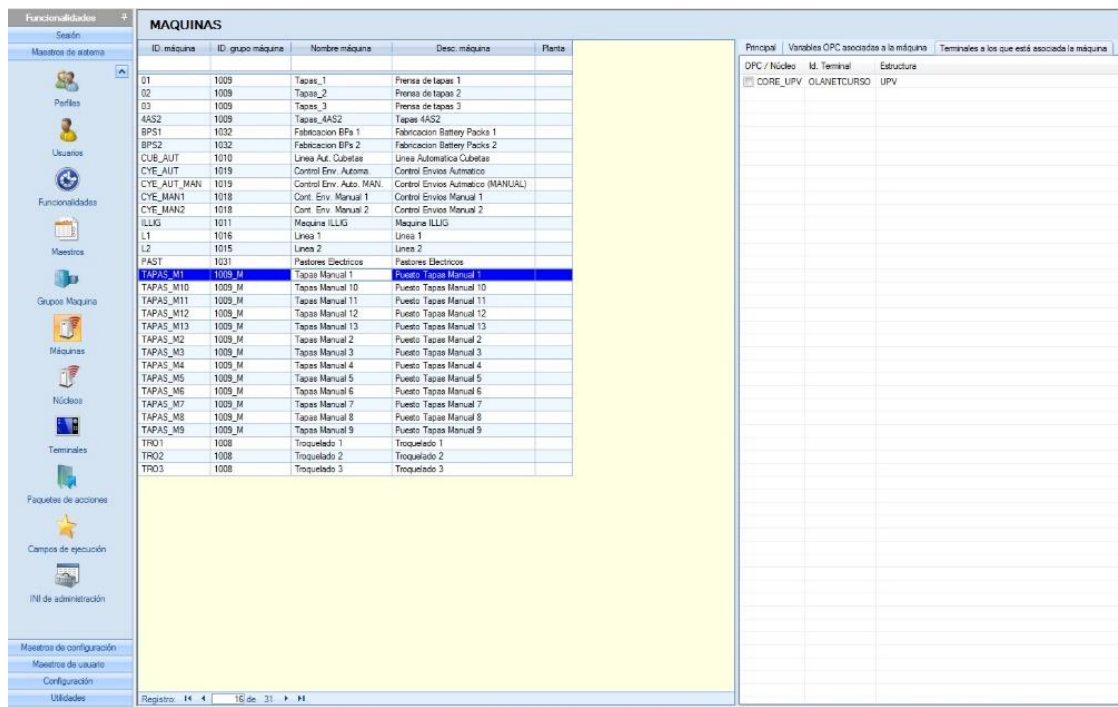 Funcionalidades
Sesión
Maestros de sistema
Perfiles
Usuarios
Funcionalidades
Maestros
Grupos Maquina
Máquinas
Núcleos
Terminales
Paquetes de acciones
Campos de ejecución
INI de administración
Maestros de configuración
Maestros de usuario
Configuración
Utilidades
MAQUINAS
ID. máquina ID. grupo máquina Nombre máquina Desc. máquina Planta
01 1009 Tapas_1 Prensa de tapas 1
02 1009 Tapas_2 Prensa de tapas 2
03 1009 Tapas_3 Prensa de tapas 3
4AS2 1009 Tapas_4AS2 Tapas 4AS2
BPS1 1032 Fabricacion BPs 1 Fabricacion Battery Packs 1
BPS2 1032 Fabricacion BPs 2 Fabricacion Battery Packs 2
CUB_AUT 1010 Linea Aut. Cubetas Linea Automatica Cubetas
CYE_AUT 1019 Control Env. Automa. Control Envios Autmatico
CYE_AUT_MAN 1019 Control Env. Auto. MAN. Control Envios Autmatico (MANUAL)
CYE_MAN1 1018 Cont. Env. Manual 1 Control Envios Manual 1
CYE_MAN2 1018 Cont. Env. Manual 2 Control Envios Manual 2
ILLIG 1011 Maquina ILLIG Maquina ILLIG
L1 1016 Linea 1 Linea 1
L2 1015 Linea 2 Linea 2
PAST 1031 Pastores Electricos Pastores Electricos
TAPAS_M1 1009_M Tapas Manual 1 Puesto Tapas Manual 1
TAPAS_M10 1009_M Tapas Manual 10 Puesto Tapas Manual 10
TAPAS_M11 1009_M Tapas Manual 11 Puesto Tapas Manual 11
TAPAS_M12 1009_M Tapas Manual 12 Puesto Tapas Manual 12
TAPAS_M13 1009_M Tapas Manual 13 Puesto Tapas Manual 13
TAPAS_M2 1009_M Tapas Manual 2 Puesto Tapas Manual 2
TAPAS_M3 1009_M Tapas Manual 3 Puesto Tapas Manual 3
TAPAS_M4 1009_M Tapas Manual 4 Puesto Tapas Manual 4
TAPAS_M5 1009_M Tapas Manual 5 Puesto Tapas Manual 5
TAPAS_M6 1009_M Tapas Manual 6 Puesto Tapas Manual 6
TAPAS_M7 1009_M Tapas Manual 7 Puesto Tapas Manual 7
TAPAS_M8 1009_M Tapas Manual 8 Puesto Tapas Manual 8
TAPAS_M9 1009_M Tapas Manual 9 Puesto Tapas Manual 9
TRO1 1008 Troquelado 1 Troquelado 1
TRO2 1008 Troquelado 2 Troquelado 2
TRO3 1008 Troquelado 3 Troquelado 3
Registro: 16 de 31
Principal Variables OPC asociadas a la máquina Terminales a los que está asociada la máquina
OPC / Núcleo Id. Terminal Estructura
CORE_UPV OLANETCURSO UPV